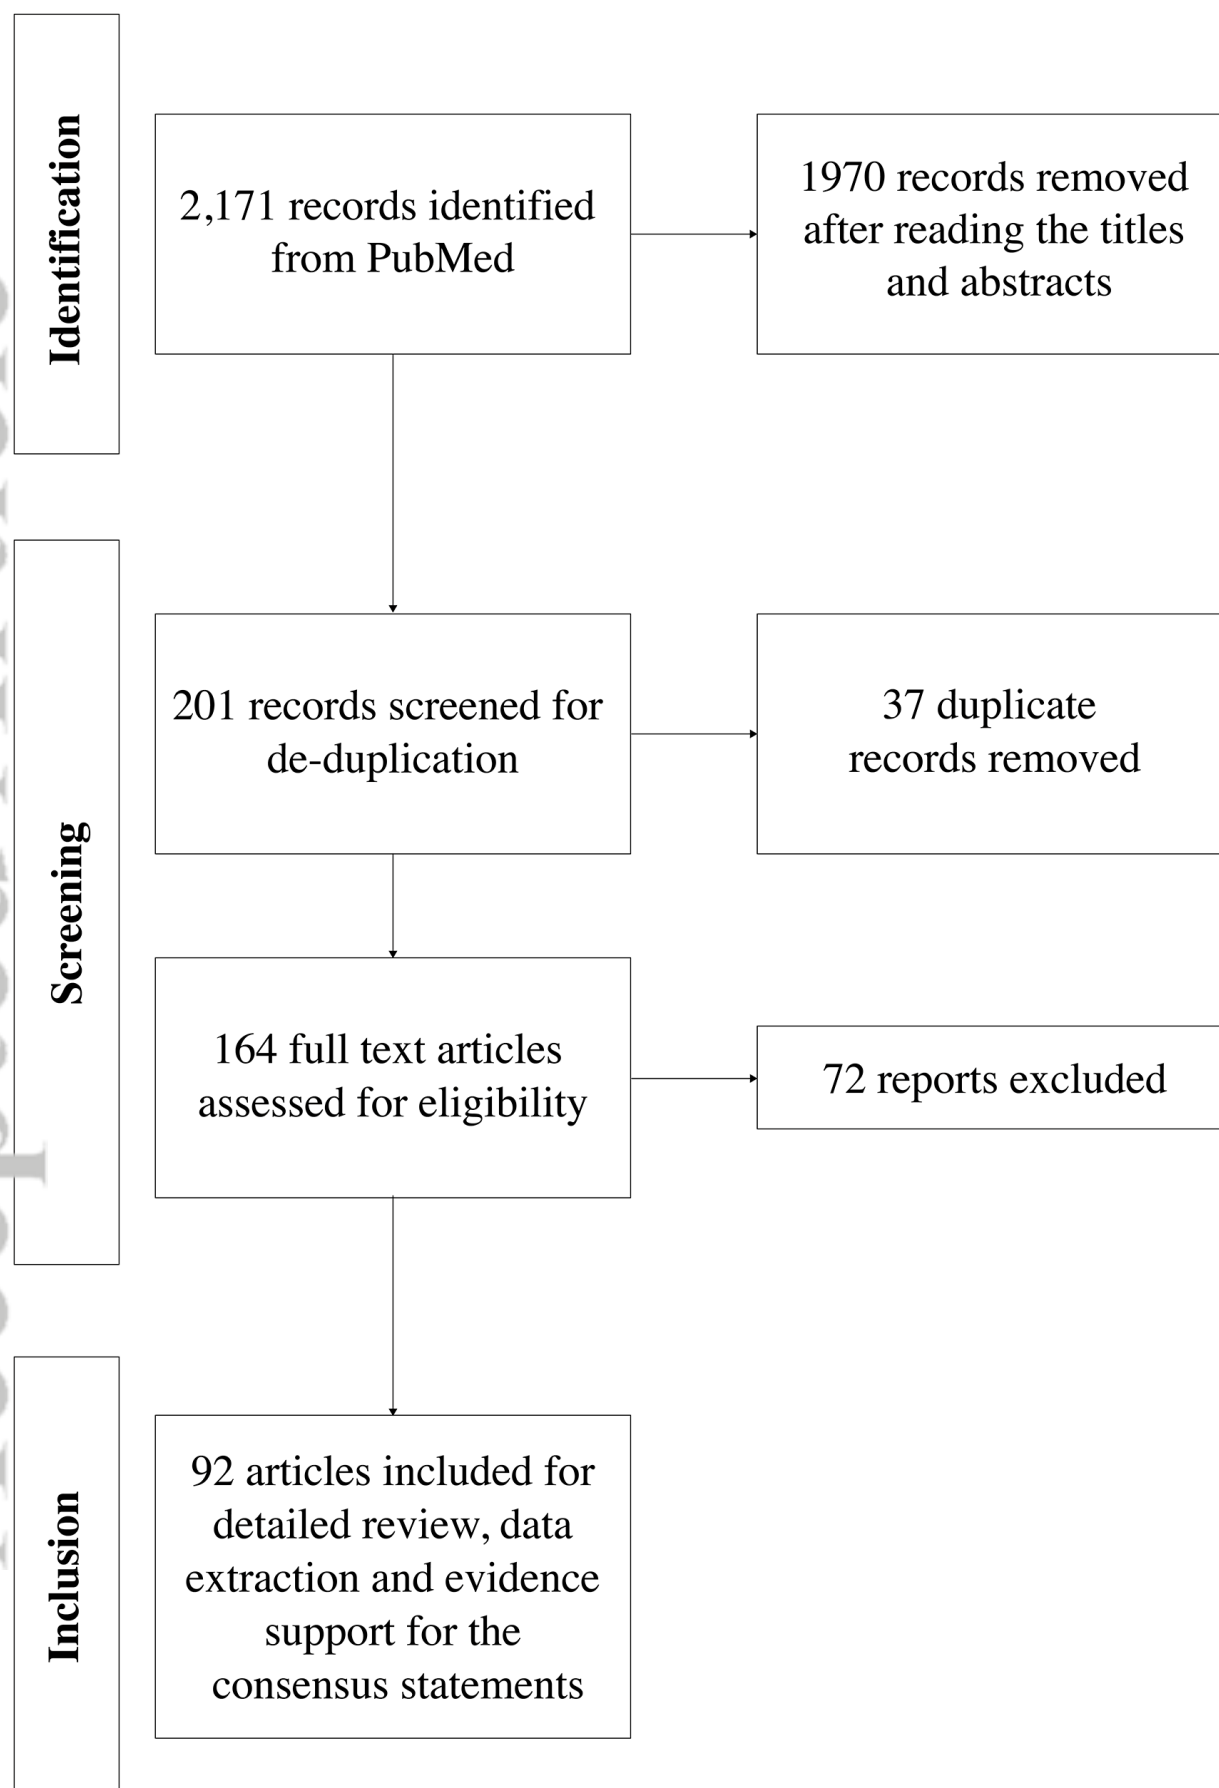 Identification
2,171 records identified
from PubMed
1970 records removed
after reading the titles
and abstracts
Screening
201 records screened for
de-duplication
37 duplicate
records removed
164 full text articles
assessed for eligibility
72 reports excluded
Inclusion
92 articles included for
detailed review, data
extraction and evidence
support for the
consensus statements